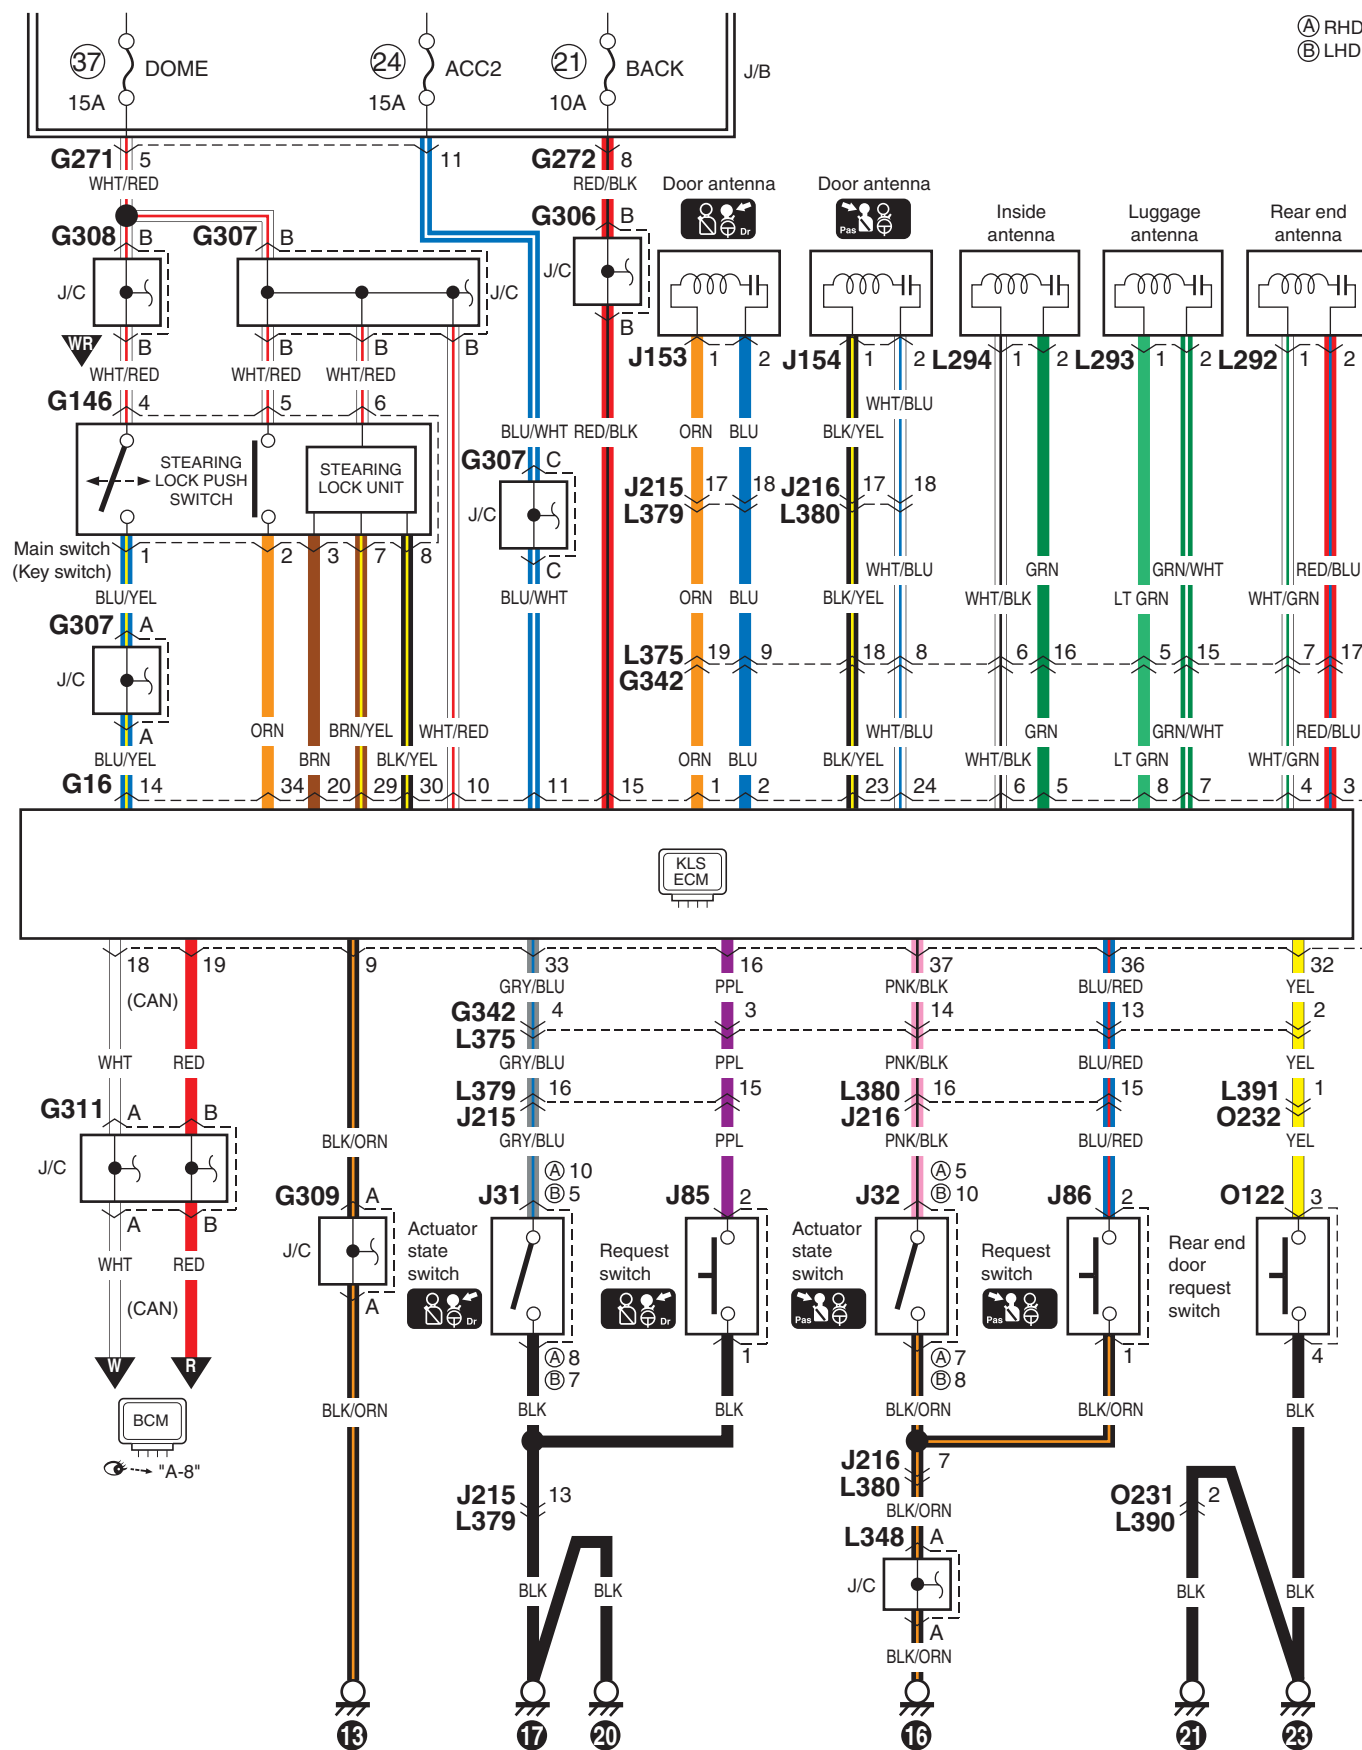 Ⓐ RHD
Ⓑ LHD
37 DOME 24 ACC2 21 BACK J/B
15A 15A 10A
G271 5 11 G272 8
WHT/RED RED/BLK Door antenna Door antenna
Dr Pas
G308 B G307 B G306 B Inside antenna Luggage antenna Rear end antenna
J/C J/C J/C
WR B B B B B
J153 1 2 J154 1 2 L294 1 2 L293 1 2 L292 1 2
WHT/RED WHT/RED WHT/RED
G146 4 5 6 WHT/BLU
BLU/WHT RED/BLK ORN BLU BLK/YEL
STEARING LOCK PUSH SWITCH
STEARING LOCK UNIT
G307 C
J215 17 18 J216 17 18
L379 L380
J/C
Main switch (Key switch)
1 2 3 7 8 C
WHT/BLU GRN GRN/WHT RED/BLU
BLU/YEL BLU/WHT ORN BLU BLK/YEL WHT/BLK LT GRN WHT/GRN
G307 A
L375 19 9 18 8 6 16 5 15 7 17
G342
J/C
A ORN BRN/YEL WHT/RED WHT/BLU GRN GRN/WHT RED/BLU
BLU/YEL BRN BLK/YEL ORN BLU BLK/YEL WHT/BLK LT GRN WHT/GRN
G16 14 34 20 29 30 10 11 15 1 2 23 24 6 5 8 7 4 3
KLS
ECM
18 19 9 33 16 37 36 32
(CAN) GRY/BLU PPL PNK/BLK BLU/RED YEL
G342 4 3 14 13 2
L375
WHT RED GRY/BLU PPL PNK/BLK BLU/RED YEL
L379 16 15 L380 16 15 L391 1
J215 J216 O232
G311 A B
BLK/ORN GRY/BLU PPL PNK/BLK BLU/RED YEL
J/C
Ⓐ 10 Ⓐ 5
G309 A J31 Ⓑ 5 J85 2 J32 Ⓑ 10 J86 2 O122 3
A B
J/C
Actuator state switch
Request switch
Actuator state switch
Request switch
Rear end door request switch
WHT RED
Dr Dr Pas Pas
(CAN) A
Ⓐ 8 1 Ⓐ 7 1 4
Ⓑ 7 Ⓑ 8
W R
BLK/ORN BLK BLK BLK/ORN BLK/ORN BLK
BCM
"A-8"
J215 13 J216 7 O231 2
L379 L380 L390
BLK/ORN
L348 A
J/C
BLK BLK BLK BLK
A
BLK/ORN
13 17 20 16 21 23